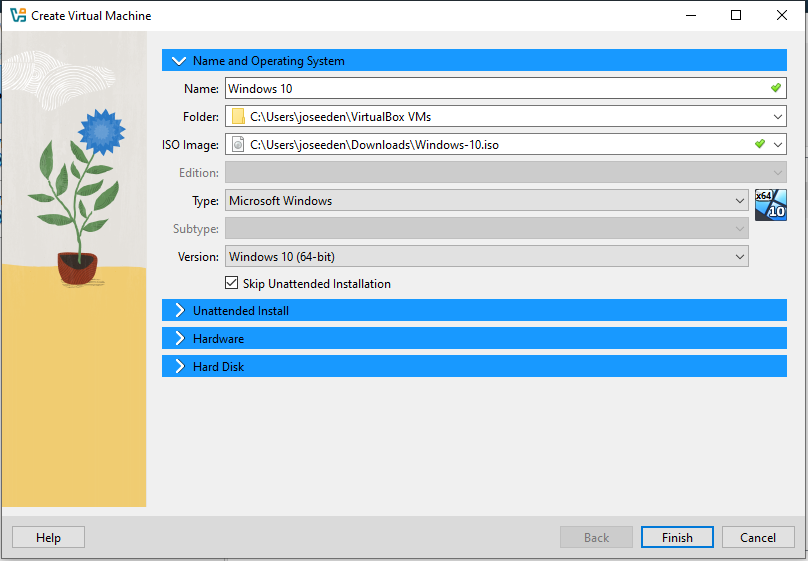 Create Virtual Machine
Name and Operating System
Name: Windows 10
Folder: C:\Users\joseeden\VirtualBox VMs
ISO Image: C:\Users\joseeden\Downloads\Windows-10.iso
Edition:
Type: Microsoft Windows
x64
10
Subtype:
Version: Windows 10 (64-bit)
Skip Unattended Installation
Unattended Install
Hardware
Hard Disk
Help Back Finish Cancel